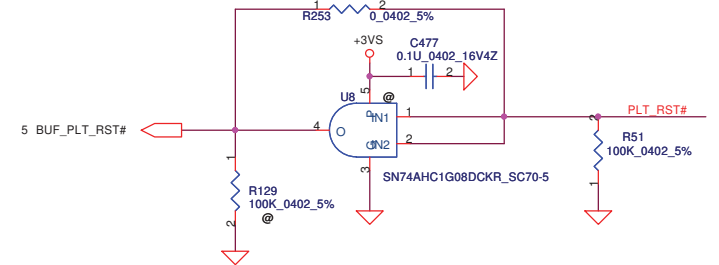 1 2
R253 0_0402_5%
+3VS
C477
0.1U_0402_16V4Z
1 2
5
U8 @
P
IN1 1
PLT_RST#
5 BUF_PLT_RST# 4 O
2
IN2 2
G
R51
100K_0402_5%
3
SN74AHC1G08DCKR_SC70-5
1
1
R129
100K_0402_5%
@
2